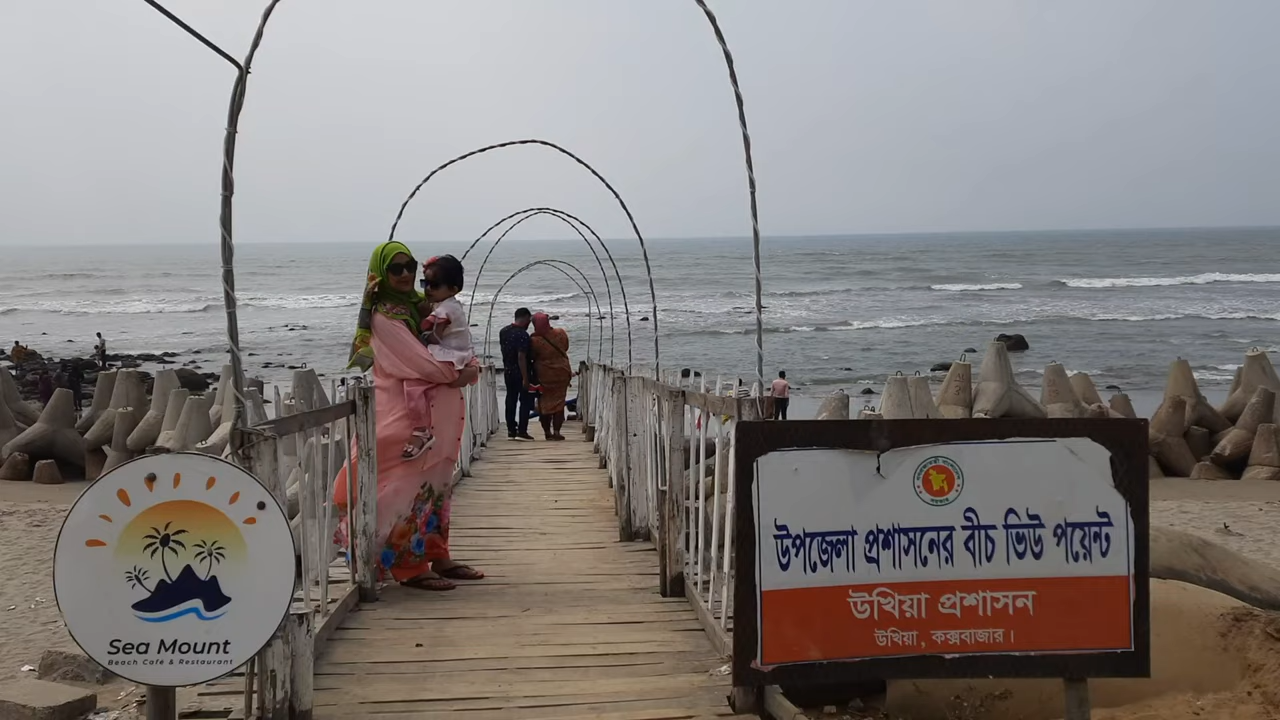 Sea Mount
Beach Café & Restaurant
উপজেলা প্রশাসনের বীচ ভিউ পয়েন্ট
উখিয়া প্রশাসন
উখিয়া, কক্সবাজার।